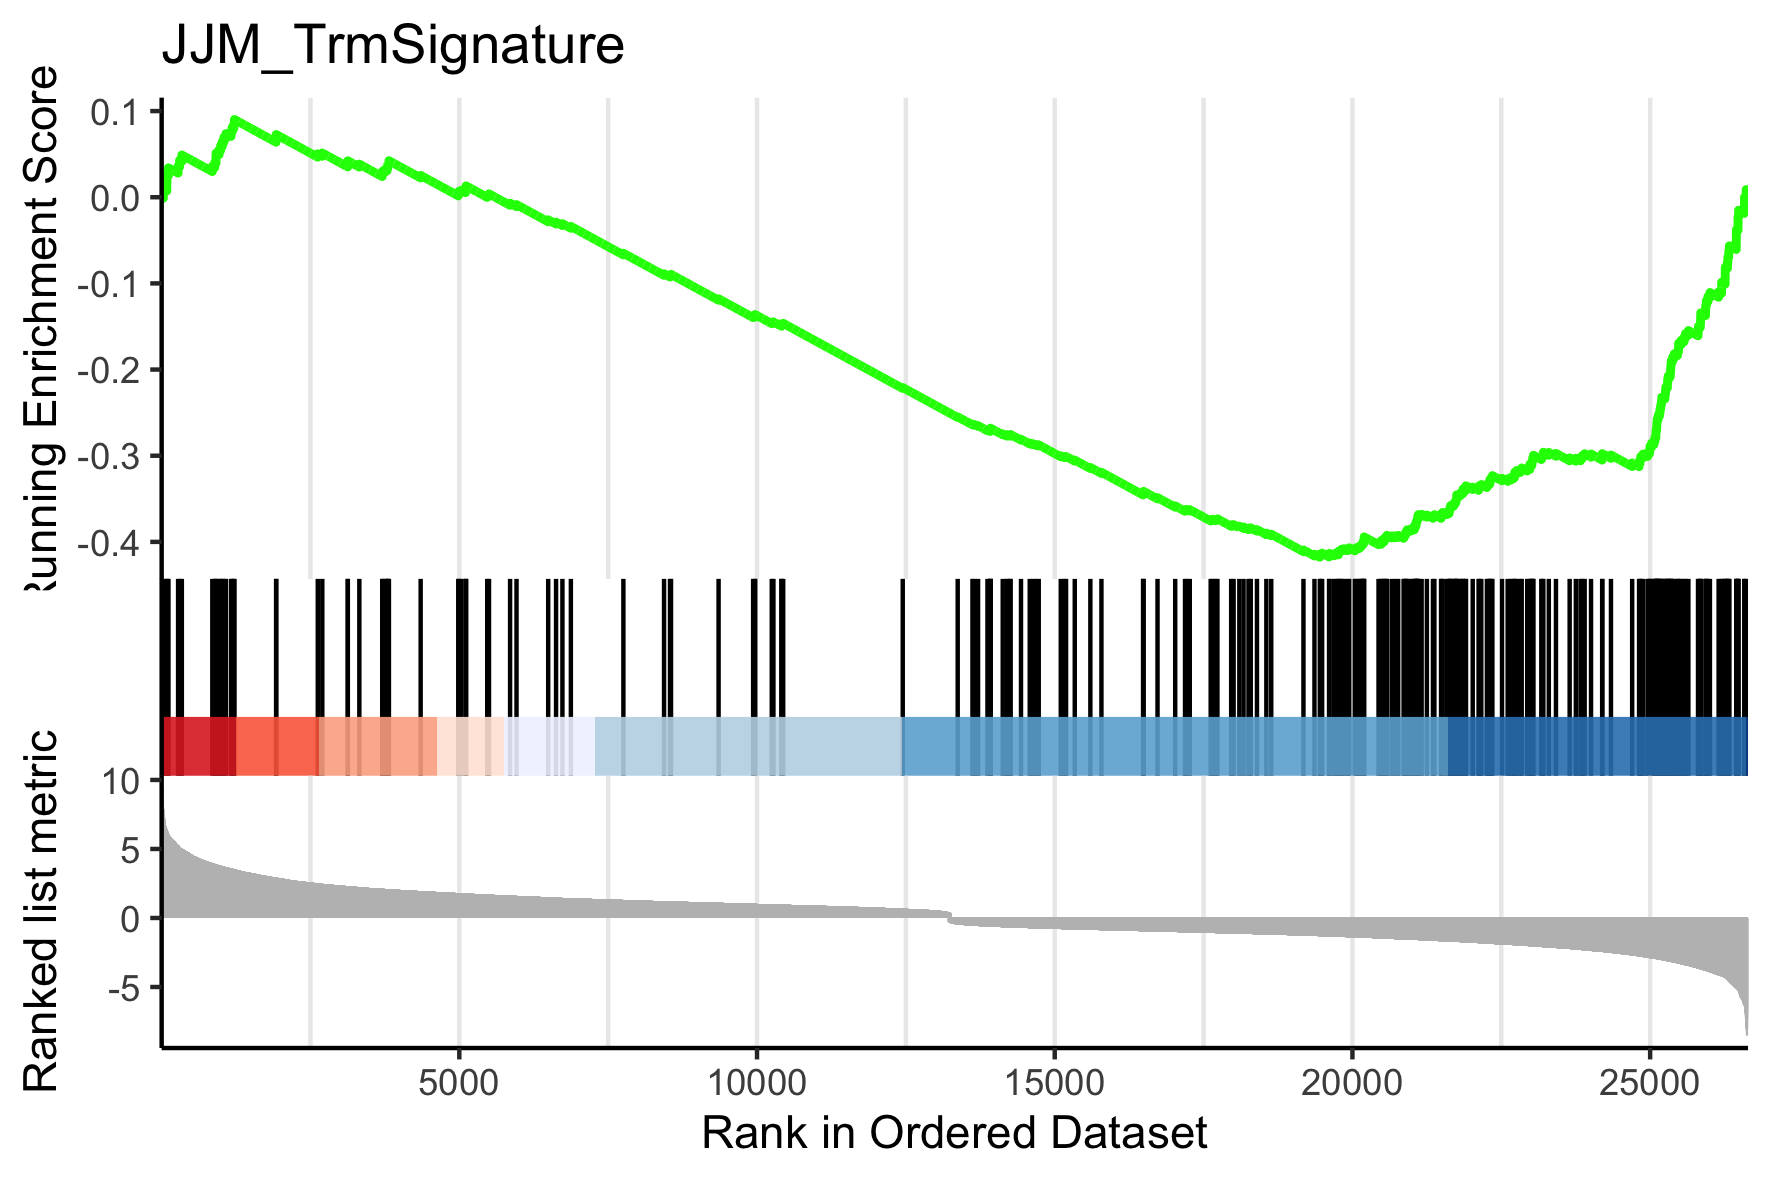 JJM_TrmSignature
Running Enrichment Score
0.1
0.0
-0.1
-0.2
-0.3
-0.4
Ranked list metric
10
5
0
-5
5000 10000 15000 20000 25000
Rank in Ordered Dataset